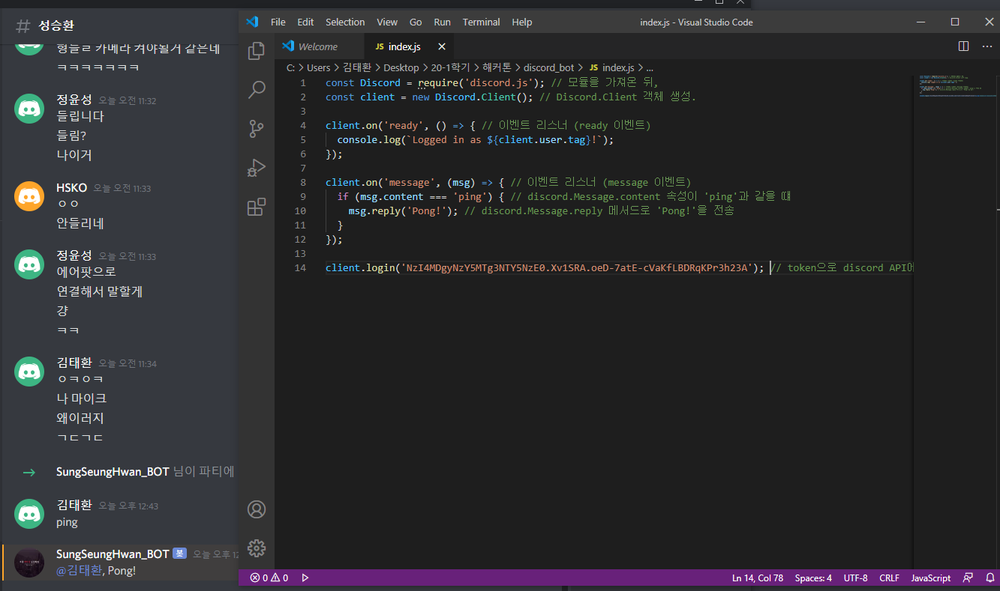 성승환
형들ㄹ 카메라 켜야될거 같은데
ㅋㅋㅋㅋㅋㅋㅋ
정윤성 오늘 오전 11:32
들립니다
들림?
나이거
HSKO 오늘 오전 11:33
ㅇㅇ
안들리네
정윤성 오늘 오전 11:33
에어팟으로
연결해서 말할게
걍
ㅋㅋ
김태환 오늘 오전 11:34
ㅇㅋㅇㅋ
나 마이크
왜이러지
ㄱㄷㄱㄷ
SungSeungHwan_BOT 님이 파티에
김태환 오늘 오후 12:43
ping
SungSeungHwan_BOT 봇 오늘 오후 12
@김태환, Pong!
File Edit Selection View Go Run Terminal Help index.js - Visual Studio Code
Welcome JS index.js
C: > Users > 김태환 > Desktop > 20-1학기 > 해커톤 > discord_bot > JS index.js > ...
1 const Discord = require('discord.js'); // 모듈을 가져온 뒤,
2 const client = new Discord.Client(); // Discord.Client 객체 생성.
3
4 client.on('ready', () => { // 이벤트 리스너 (ready 이벤트)
5 console.log(`Logged in as ${client.user.tag}!`);
6 });
7
8 client.on('message', (msg) => { // 이벤트 리스너 (message 이벤트)
9 if (msg.content === 'ping') { // discord.Message.content 속성이 'ping'과 같을 떄
10 msg.reply('Pong!'); // discord.Message.reply 메서드로 'Pong!'을 전송
11 }
12 });
13
14 client.login('NzI4MDgyNzY5MTg3NTY5NzE0.Xv1SRA.oeD-7atE-cVaKfLBDRqKPr3h23A'); // token으로 discord API에
0 0 Ln 14, Col 78 Spaces: 4 UTF-8 CRLF JavaScript